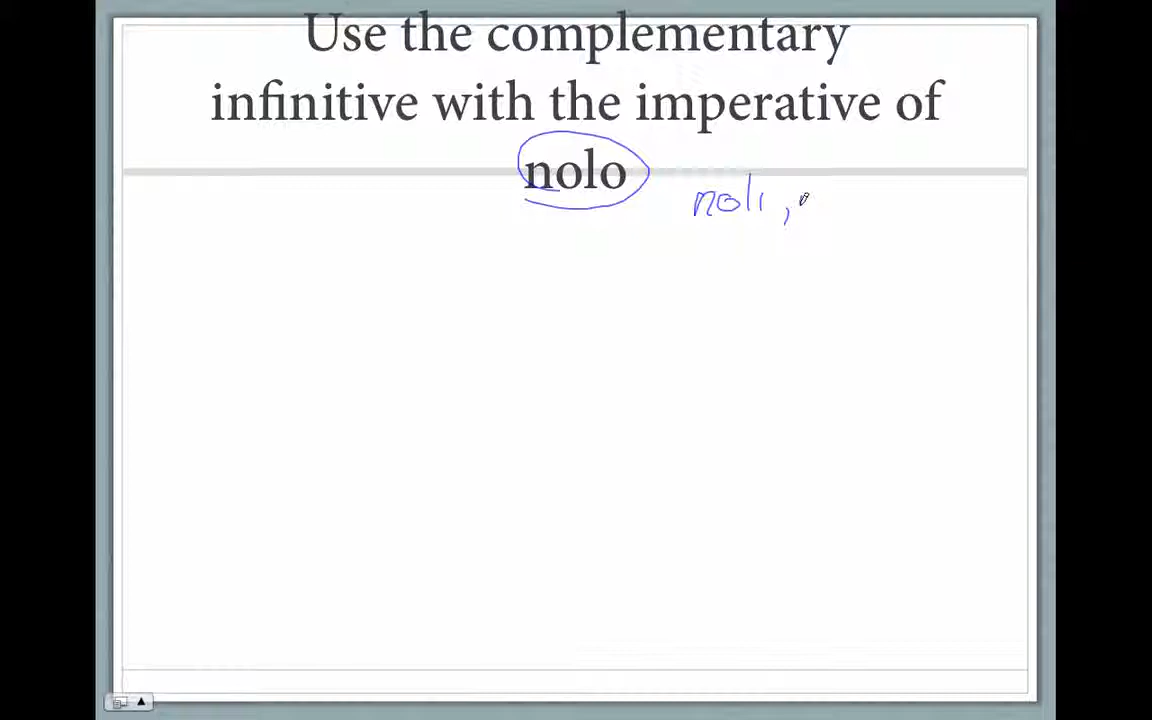 Use the complementary
infinitive with the imperative of
nolo
noli ,